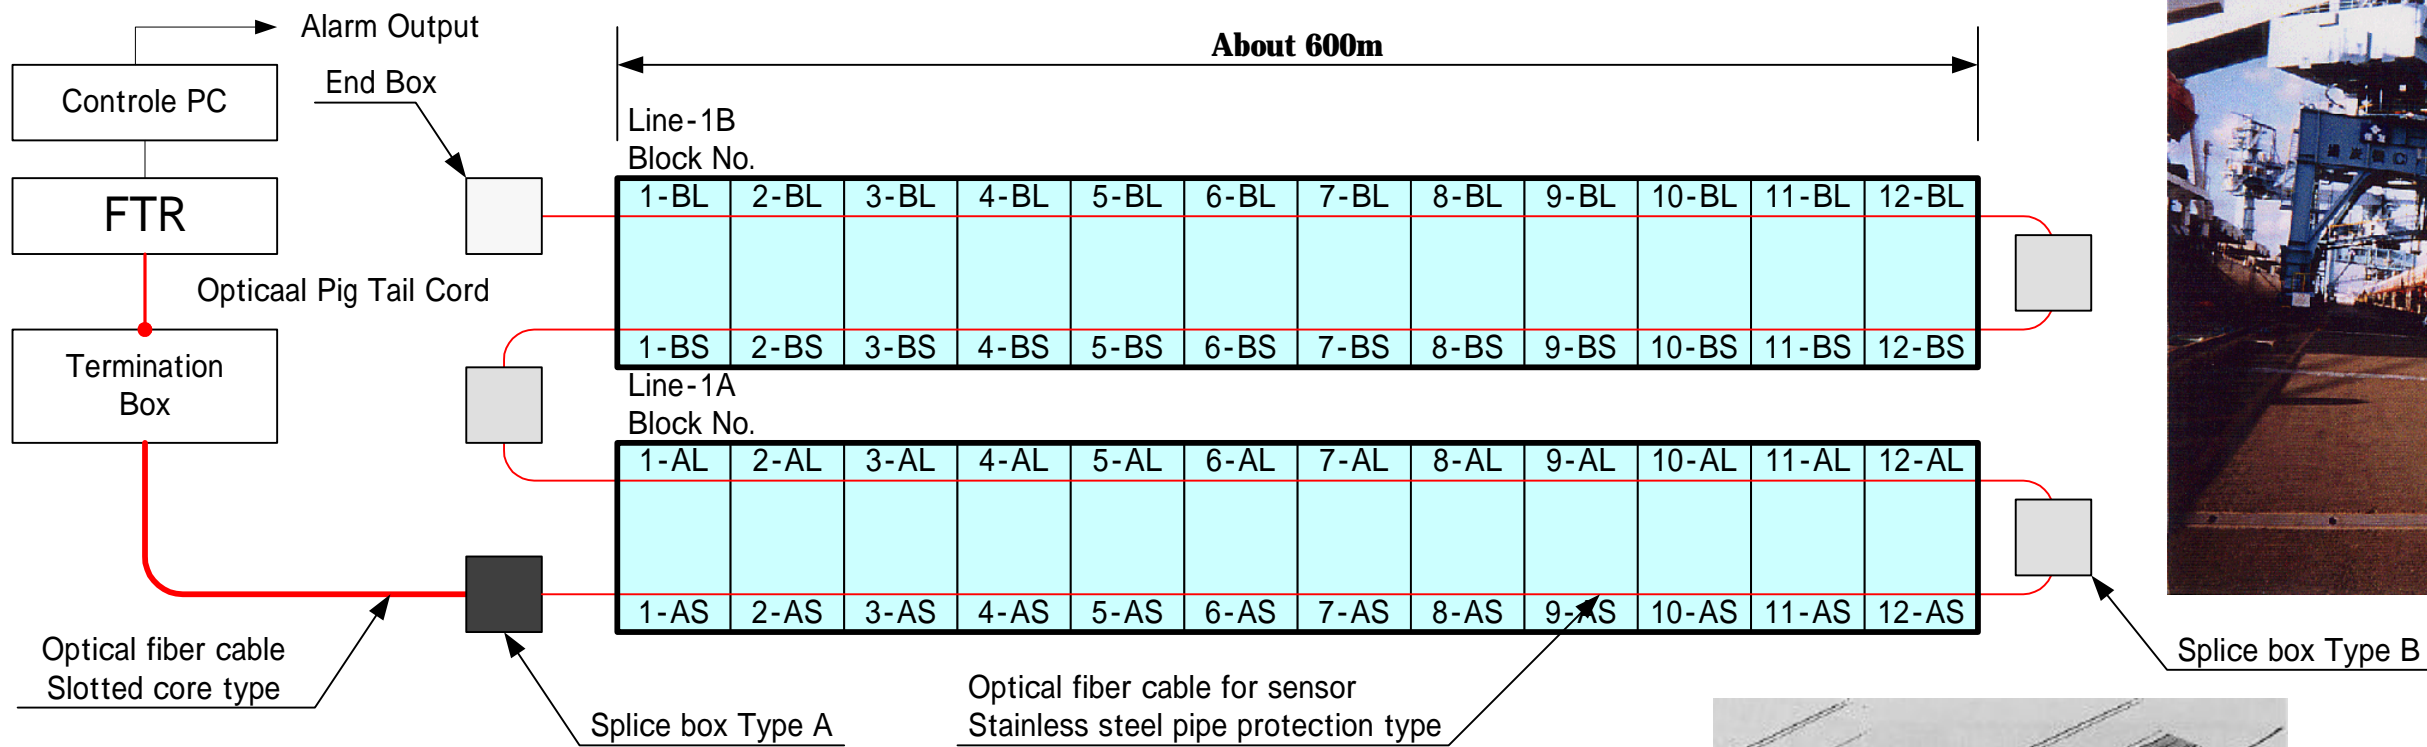 Alarm Output
About 600m
Controle PC
End Box
Line-1B
Block No.
FTR
1-BL 2-BL 3-BL 4-BL 5-BL 6-BL 7-BL 8-BL 9-BL 10-BL 11-BL 12-BL
Opticaal Pig Tail Cord
Termination
Box
1-BS 2-BS 3-BS 4-BS 5-BS 6-BS 7-BS 8-BS 9-BS 10-BS 11-BS 12-BS
Line-1A
Block No.
1-AL 2-AL 3-AL 4-AL 5-AL 6-AL 7-AL 8-AL 9-AL 10-AL 11-AL 12-AL
1-AS 2-AS 3-AS 4-AS 5-AS 6-AS 7-AS 8-AS 9-AS 10-AS 11-AS 12-AS
Optical fiber cable
Slotted core type
Splice box Type A
Optical fiber cable for sensor
Stainless steel pipe protection type
Splice box Type B